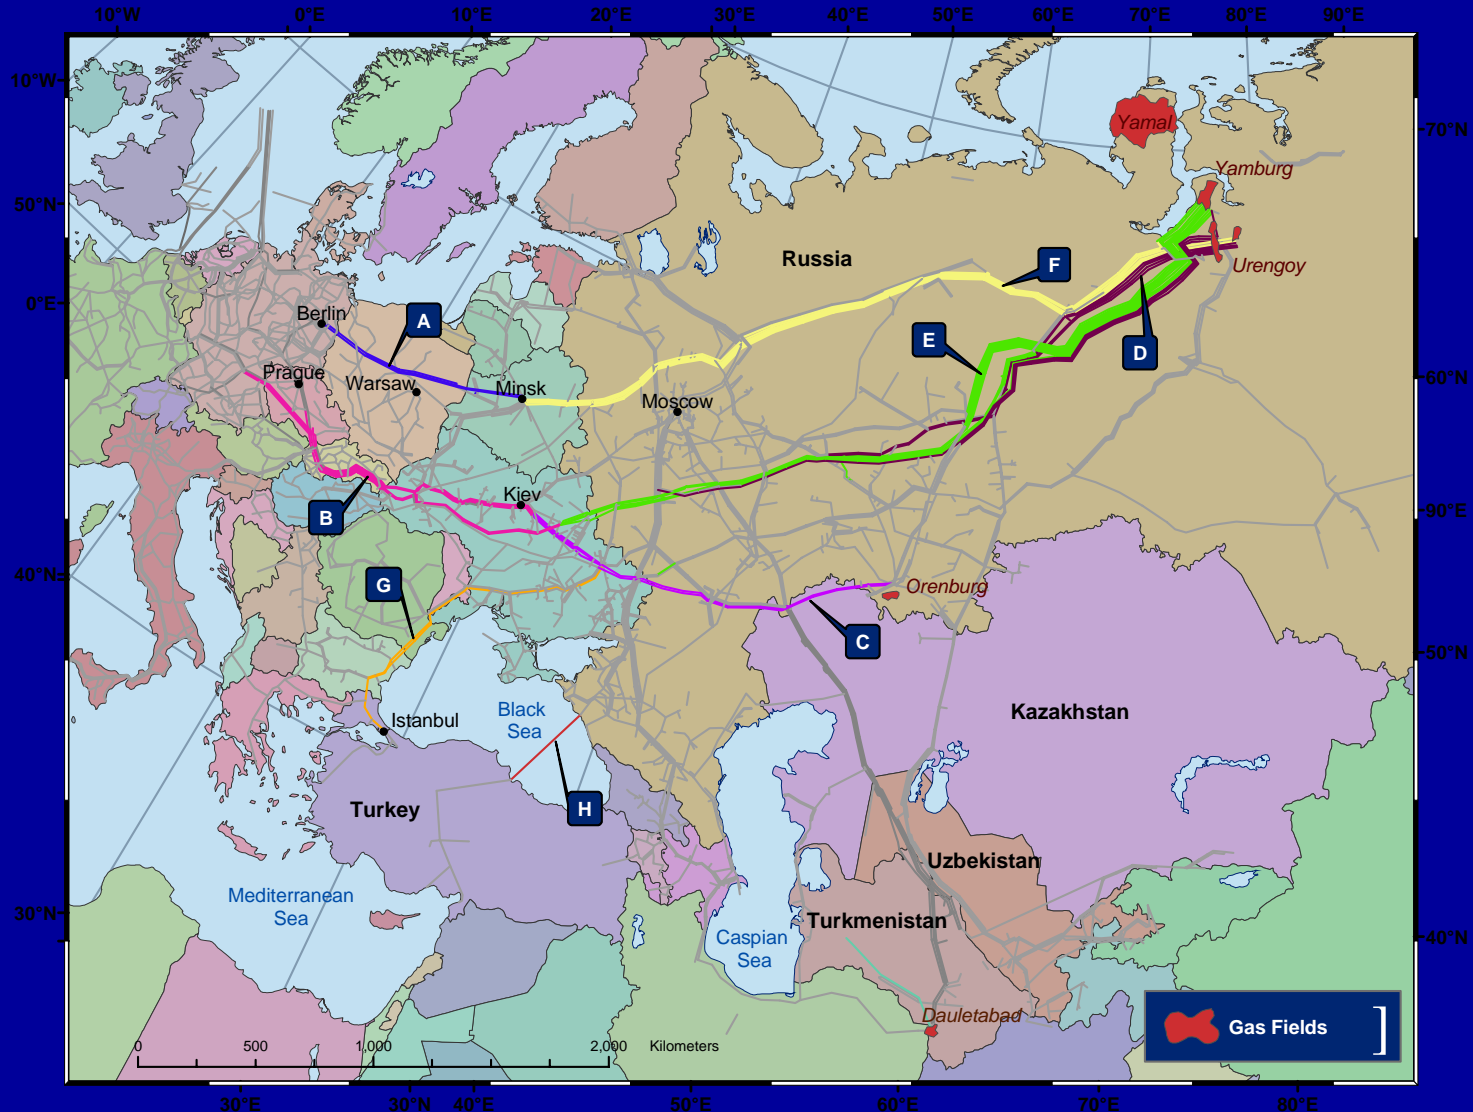 10°W
0°E
10°E
20°E
30°E
40°E
50°E
60°E
70°E
80°E
90°E
10°W
70°N
Yamal
Yamburg
50°N
Russia
F
Urengoy
0°E
Berlin
A
E
D
Prague
Warsaw
Minsk
60°N
Moscow
Kiev
B
90°E
40°N
G
Orenburg
C
50°N
Black
Sea
Istanbul
Kazakhstan
H
Turkey
Uzbekistan
Mediterranean
Sea
30°N
Turkmenistan
Caspian
Sea
40°N
Dauletabad
Gas Fields ]
0 500 1,000 2,000 Kilometers
30°E
30°N
40°E
50°E
60°E
70°E
80°E